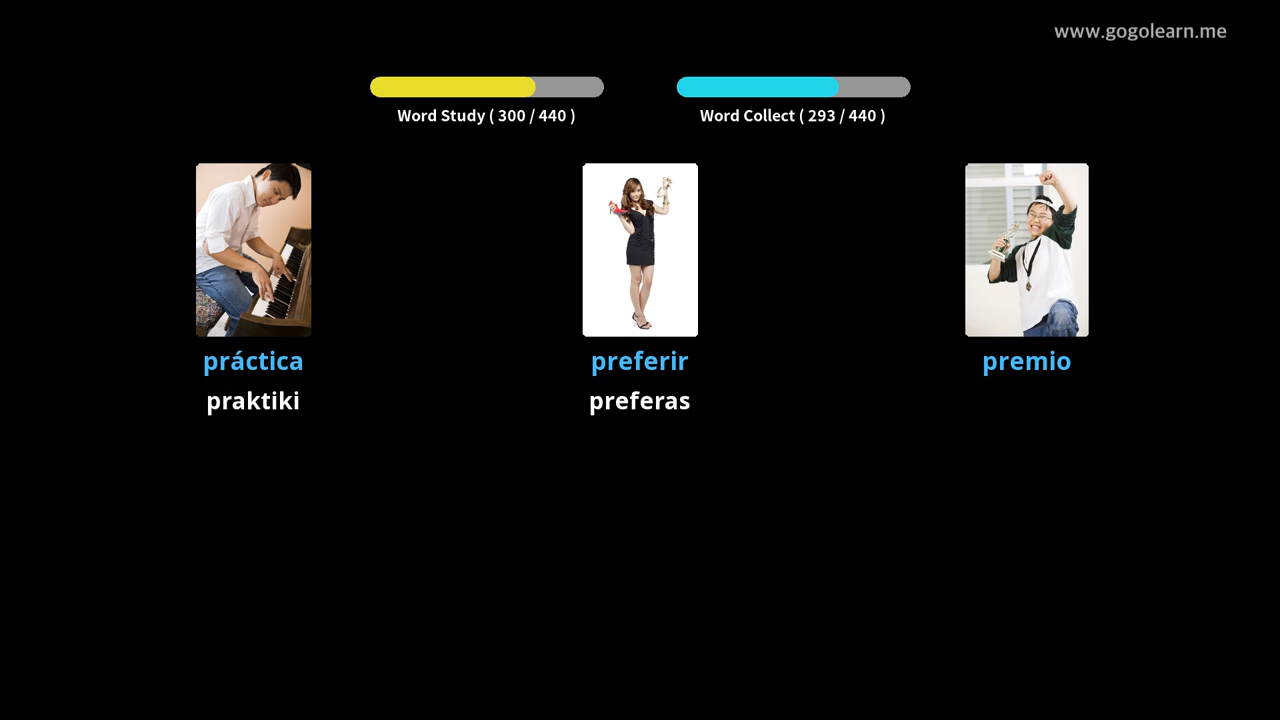 www.gogolearn.me
Word Study ( 300 / 440 )
Word Collect ( 293 / 440 )
práctica
preferir
premio
praktiki
preferas